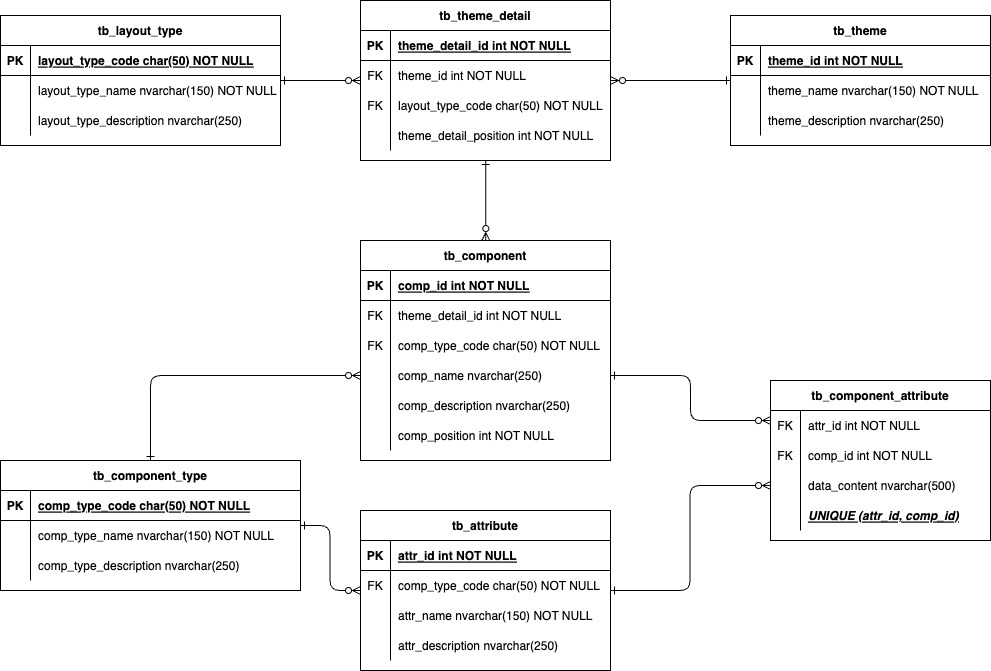 tb_layout_type
PK layout_type_code char(50) NOT NULL
layout_type_name nvarchar(150) NOT NULL
layout_type_description nvarchar(250)
tb_theme_detail
PK theme_detail_id int NOT NULL
FK theme_id int NOT NULL
FK layout_type_code char(50) NOT NULL
theme_detail_position int NOT NULL
tb_theme
PK theme_id int NOT NULL
theme_name nvarchar(150) NOT NULL
theme_description nvarchar(250)
tb_component
PK comp_id int NOT NULL
FK theme_detail_id int NOT NULL
FK comp_type_code char(50) NOT NULL
comp_name nvarchar(250)
comp_description nvarchar(250)
comp_position int NOT NULL
tb_component_attribute
FK attr_id int NOT NULL
FK comp_id int NOT NULL
data_content nvarchar(500)
UNIQUE (attr_id, comp_id)
tb_component_type
PK comp_type_code char(50) NOT NULL
comp_type_name nvarchar(150) NOT NULL
comp_type_description nvarchar(250)
tb_attribute
PK attr_id int NOT NULL
FK comp_type_code char(50) NOT NULL
attr_name nvarchar(150) NOT NULL
attr_description nvarchar(250)